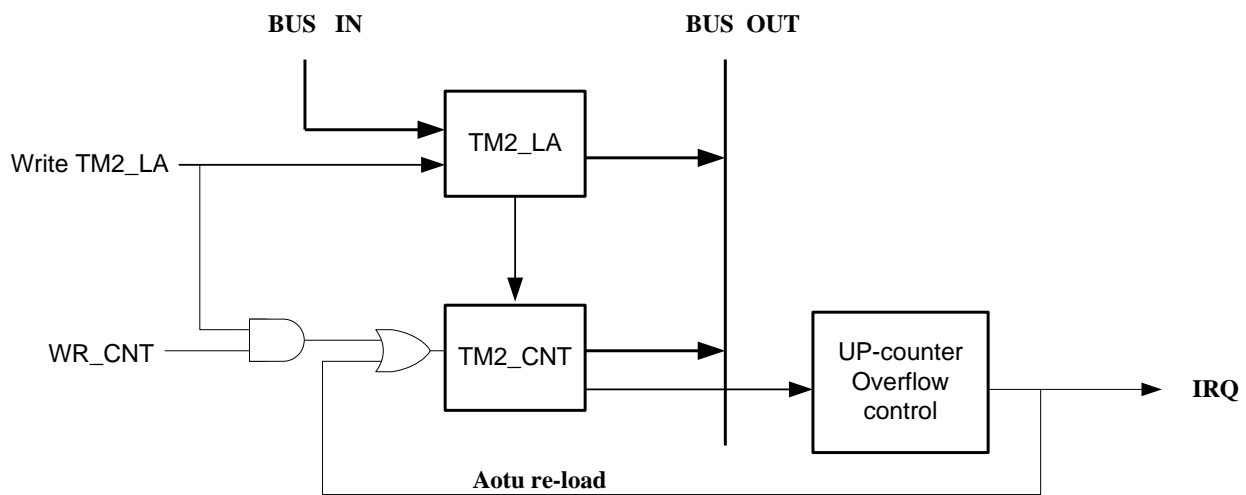 BUS IN
BUS OUT
TM2_LA
Write TM2_LA
WR_CNT
TM2_CNT
UP-counter
Overflow
control
IRQ
Aotu re-load